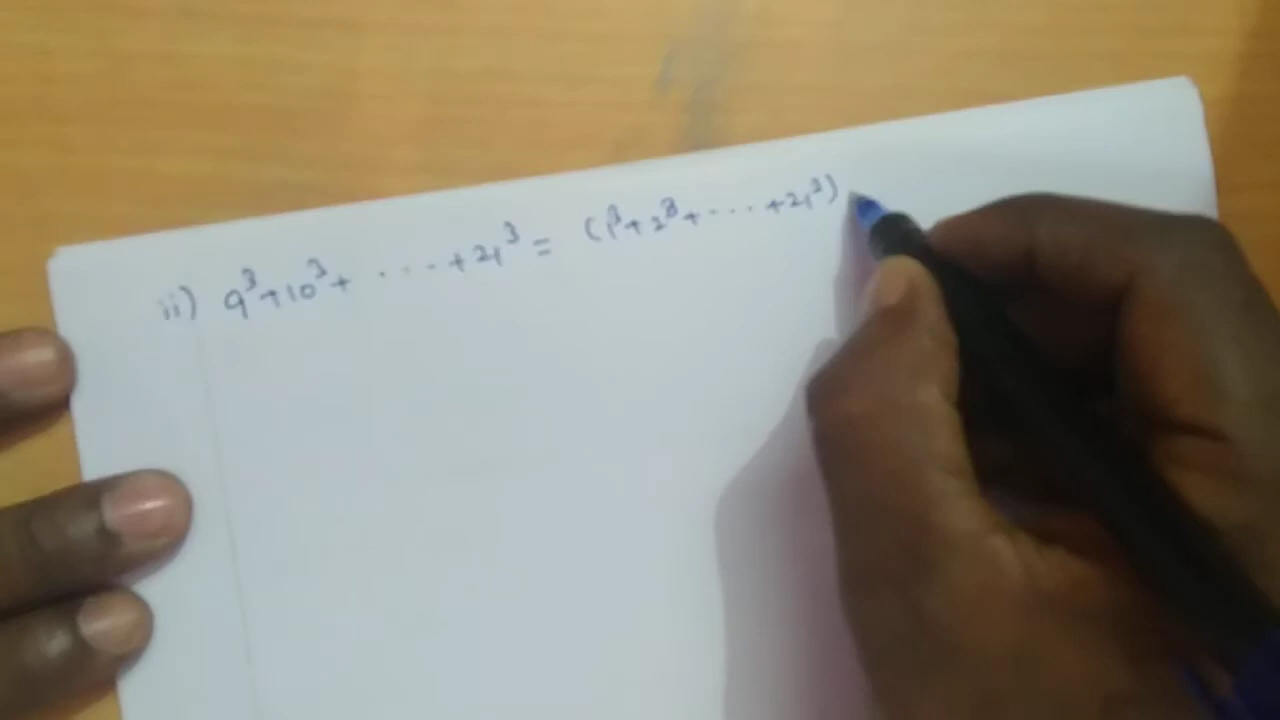 ii) 9³+10³+ ....+21³ = (1³+2³+....+21³)